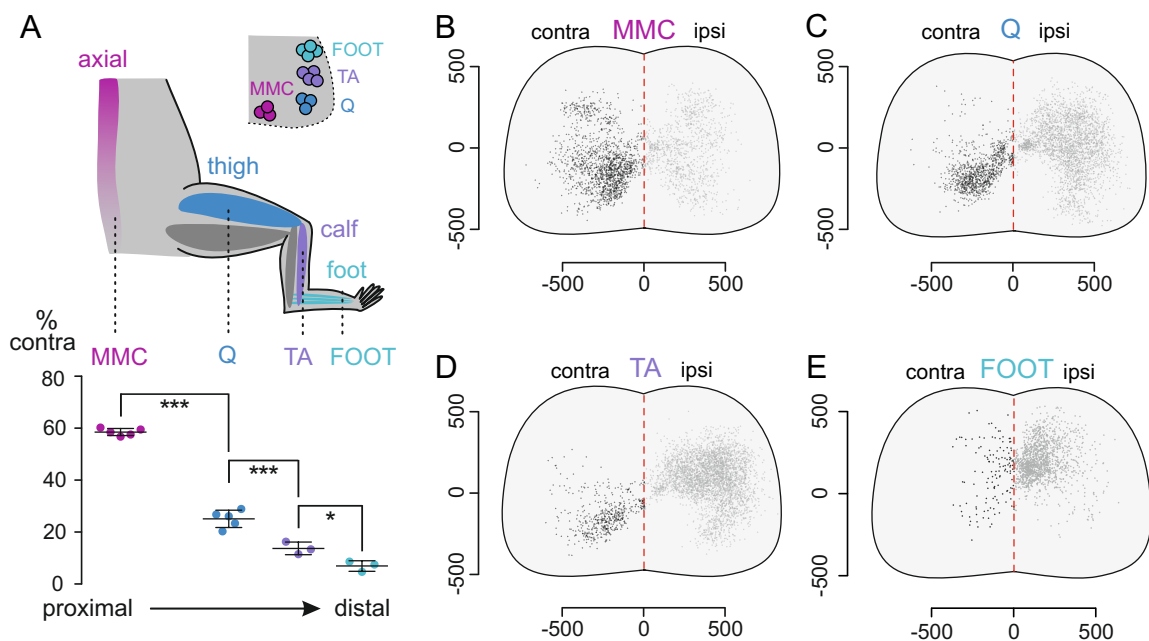 A
axial
FOOT
TA
MMC
Q
thigh
calf
foot
% contra
MMC Q TA FOOT
80
60
40
20
0
***
***
*
proximal distal
B
contra MMC ipsi
500
0
-500
-500 0 500
C
contra Q ipsi
500
0
-500
-500 0 500
D
contra TA ipsi
500
0
-500
-500 0 500
E
contra FOOT ipsi
500
0
-500
-500 0 500